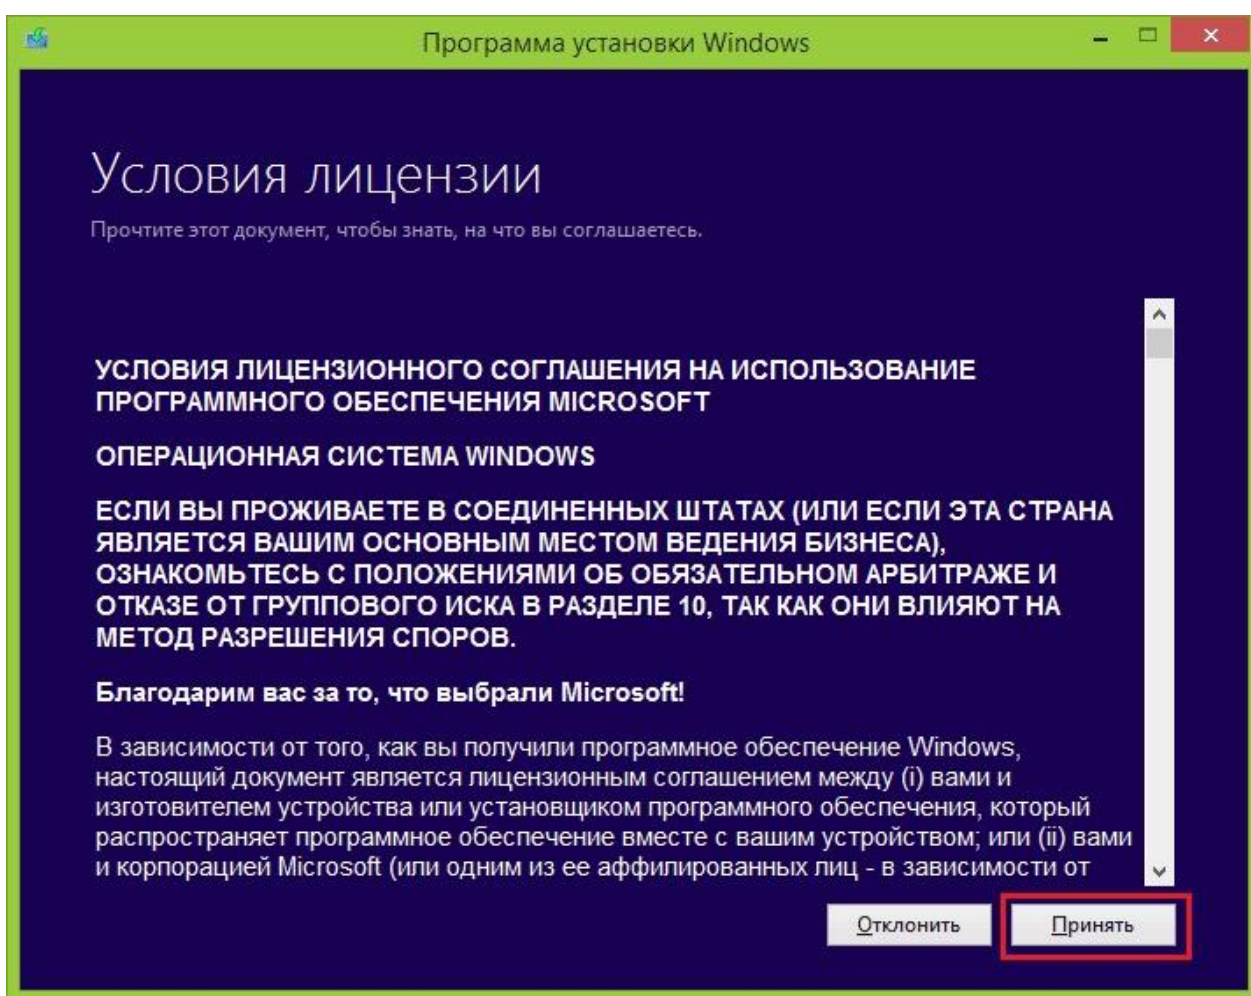 Программа установки Windows
Условия лицензии
Прочтите этот документ, чтобы знать, на что вы соглашаетесь.
УСЛОВИЯ ЛИЦЕНЗИОННОГО СОГЛАШЕНИЯ НА ИСПОЛЬЗОВАНИЕ
ПРОГРАММНОГО ОБЕСПЕЧЕНИЯ MICROSOFT
ОПЕРАЦИОННАЯ СИСТЕМА WINDOWS
ЕСЛИ ВЫ ПРОЖИВАЕТЕ В СОЕДИНЕННЫХ ШТАТАХ (ИЛИ ЕСЛИ ЭТА СТРАНА
ЯВЛЯЕТСЯ ВАШИМ ОСНОВНЫМ МЕСТОМ ВЕДЕНИЯ БИЗНЕСА),
ОЗНАКОМЬТЕСЬ С ПОЛОЖЕНИЯМИ ОБ ОБЯЗАТЕЛЬНОМ АРБИТРАЖЕ И
ОТКАЗЕ ОТ ГРУППОВОГО ИСКА В РАЗДЕЛЕ 10, ТАК КАК ОНИ ВЛИЯЮТ НА
МЕТОД РАЗРЕШЕНИЯ СПОРОВ.
Благодарим вас за то, что выбрали Microsoft!
В зависимости от того, как вы получили программное обеспечение Windows,
настоящий документ является лицензионным соглашением между (i) вами и
изготовителем устройства или установщиком программного обеспечения, который
распространяет программное обеспечение вместе с вашим устройством; или (ii) вами
и корпорацией Microsoft (или одним из ее аффилированных лиц - в зависимости от
Отклонить
Принять